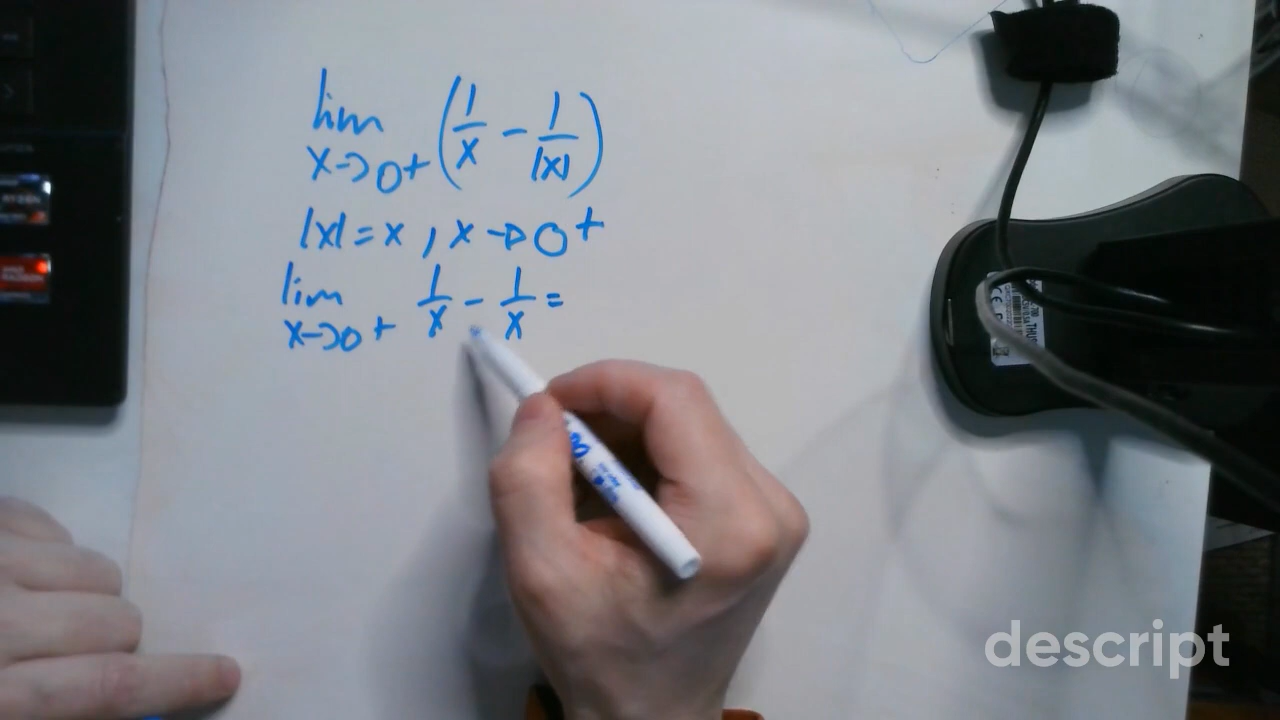 lim x→0+ (1/x - 1/|x|)
|x| = x , x→0+
lim x→0+ 1/x - 1/x =
descript